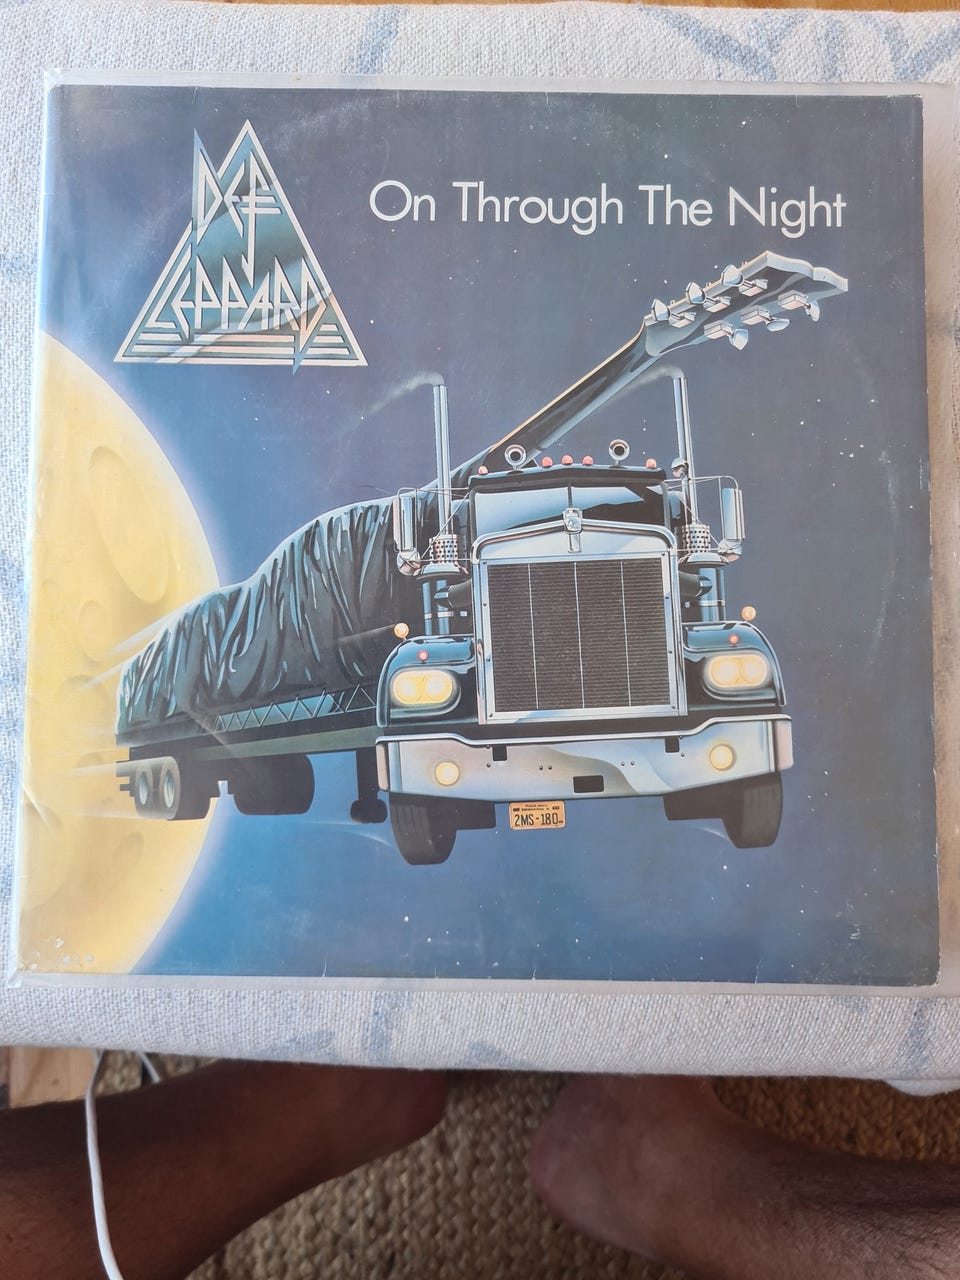 DEF
LEPPARD
On Through The Night
2MS-180